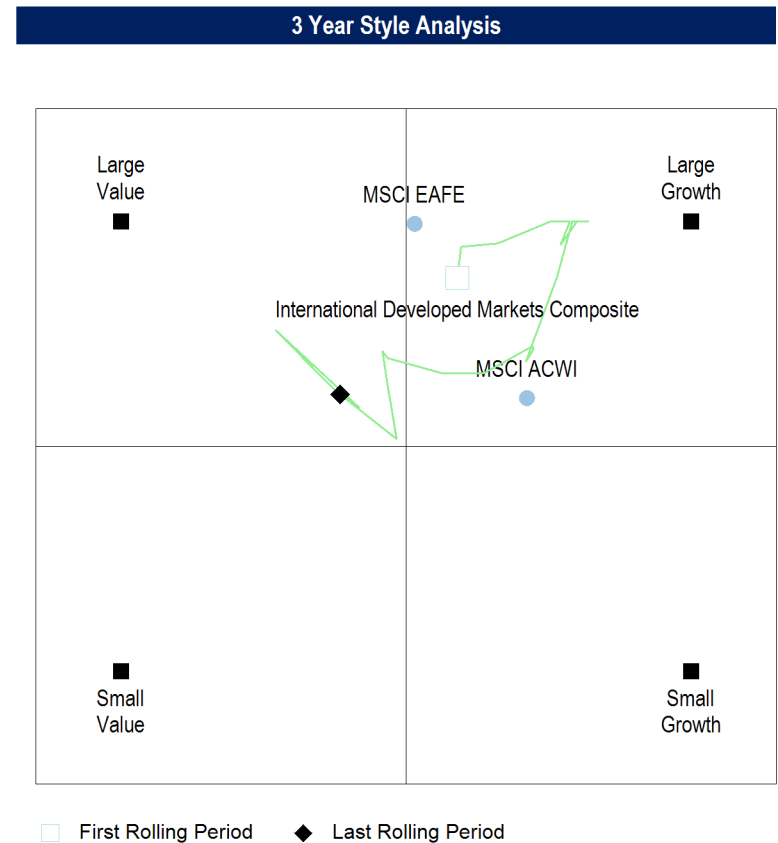 3 Year Style Analysis
Large
Value
Large
Growth
MSCI EAFE
International Developed Markets Composite
MSCI ACWI
Small
Value
Small
Growth
First Rolling Period
Last Rolling Period